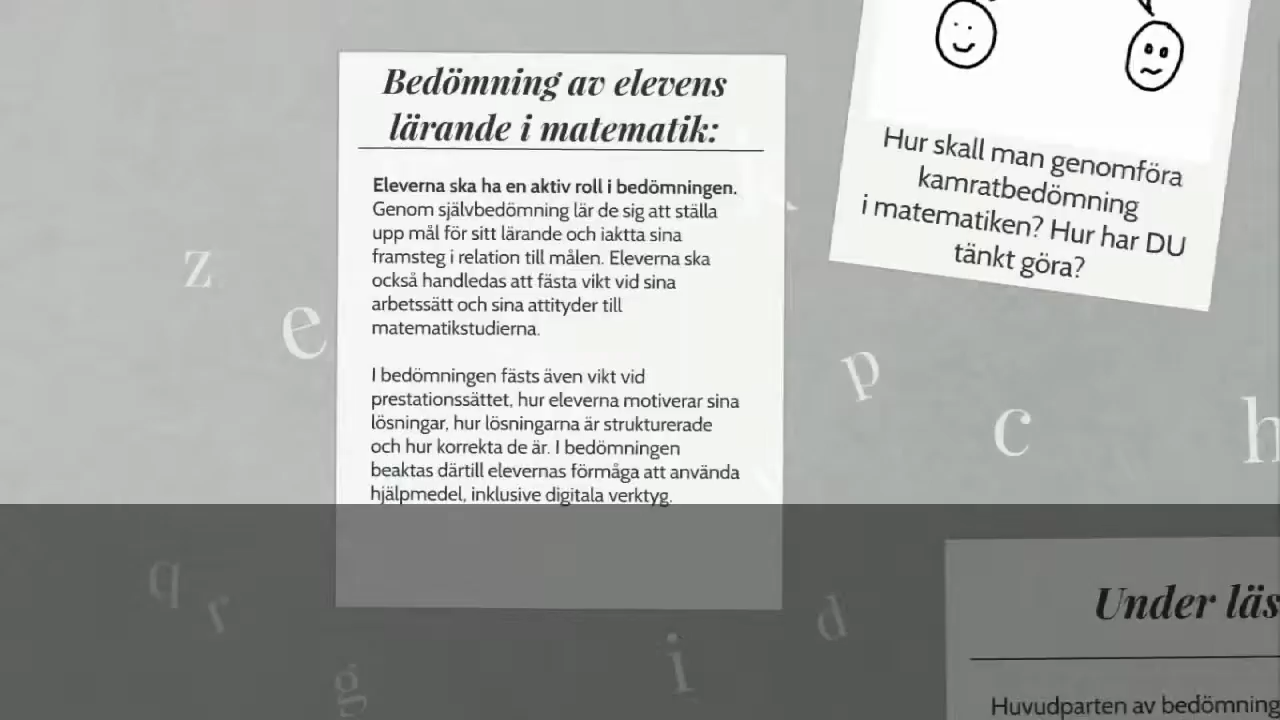 Bedömning av elevens
lärande i matematik:
Eleverna ska ha en aktiv roll i bedömningen.
Genom självbedömning lär de sig att ställa
upp mål för sitt lärande och iaktta sina
framsteg i relation till målen. Eleverna ska
också handledas att fästa vikt vid sina
arbetssätt och sina attityder till
matematikstudierna.
I bedömningen fästs även vikt vid
prestationssättet, hur eleverna motiverar sina
lösningar, hur lösningarna är strukturerade
och hur korrekta de är. I bedömningen
beaktas därtill elevernas förmåga att använda
hjälpmedel, inklusive digitala verktyg.
Hur skall man genomföra
kamratbedömning
i matematiken? Hur har DU
tänkt göra?
z
e
p
c
h
q
r
g
i
d
Under läs
Huvudparten av bedömning